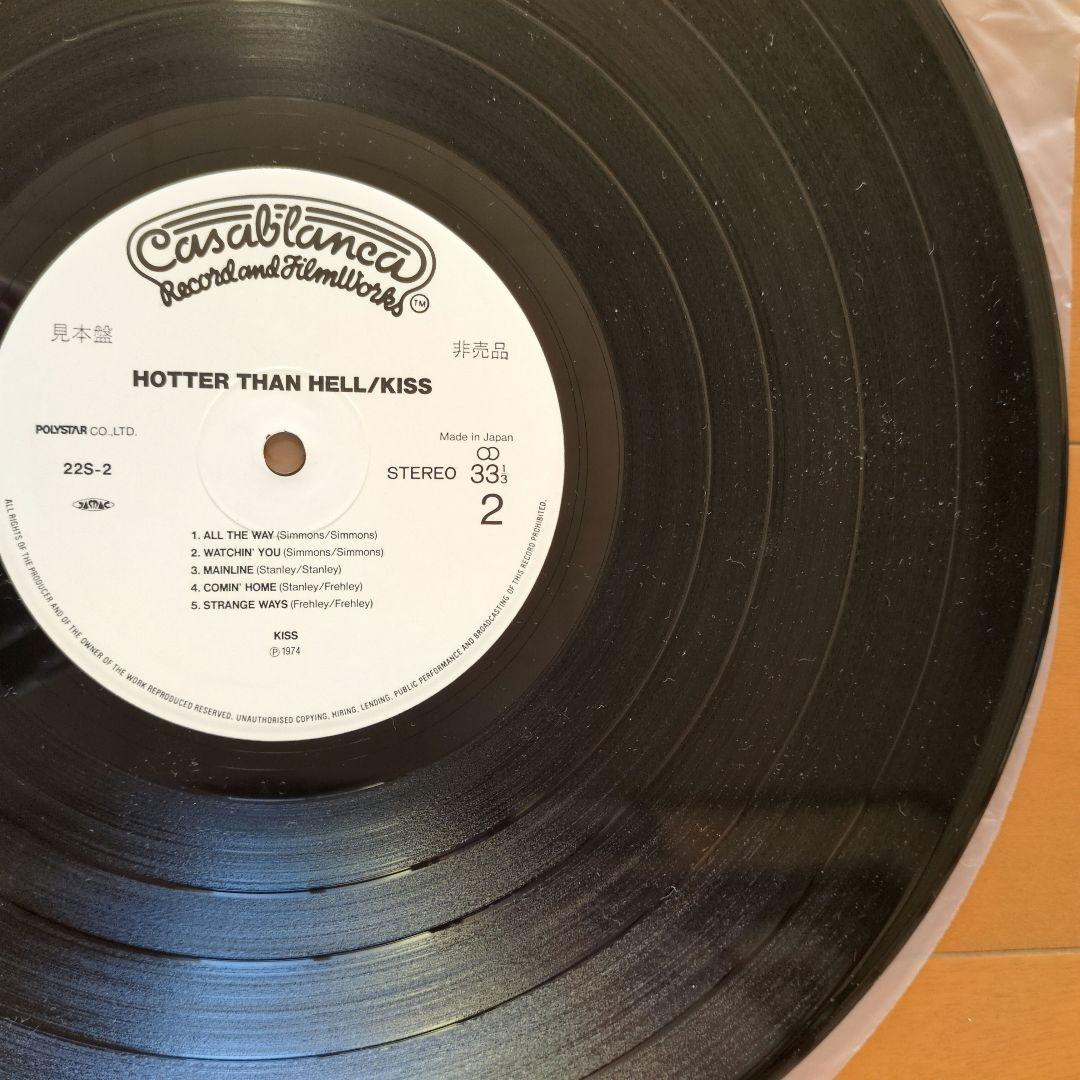 Casablanca
Record and FilmWorks TM
見本盤
非売品
HOTTER THAN HELL/KISS
POLYSTAR CO.,LTD.
Made in Japan
22S-2
STEREO 33 1/3
JASRAC
2
1. ALL THE WAY (Simmons/Simmons)
2. WATCHIN' YOU (Simmons/Simmons)
3. MAINLINE (Stanley/Stanley)
4. COMIN' HOME (Stanley/Frehley)
5. STRANGE WAYS (Frehley/Frehley)
KISS
Ⓟ 1974
ALL RIGHTS OF THE PRODUCER AND OF THE OWNER OF THE WORK REPRODUCED RESERVED. UNAUTHORISED COPYING, HIRING, LENDING, PUBLIC PERFORMANCE AND BROADCASTING OF THIS RECORD PROHIBITED.